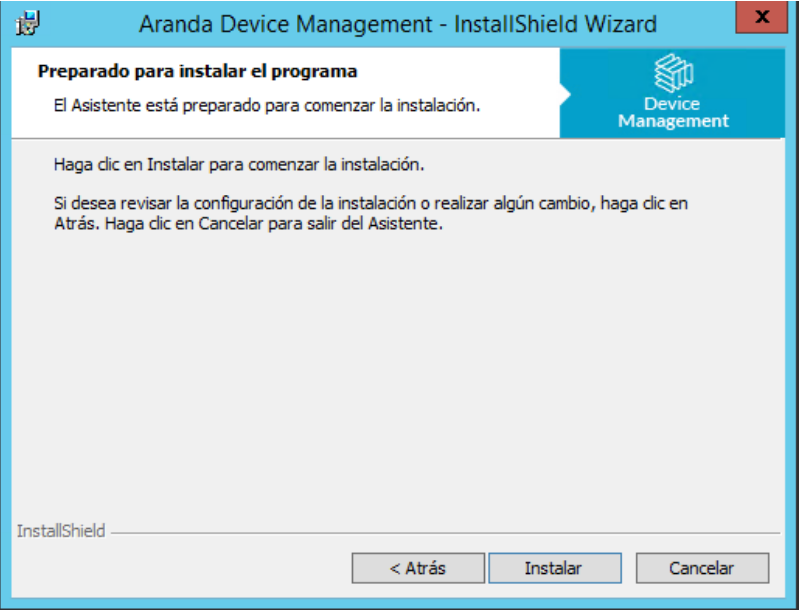 Aranda Device Management - InstallShield Wizard
x
Preparado para instalar el programa
El Asistente está preparado para comenzar la instalación.
Device
Management
Haga clic en Instalar para comenzar la instalación.
Si desea revisar la configuración de la instalación o realizar algún cambio, haga clic en
Atrás. Haga clic en Cancelar para salir del Asistente.
InstallShield
< Atrás
Instalar
Cancelar